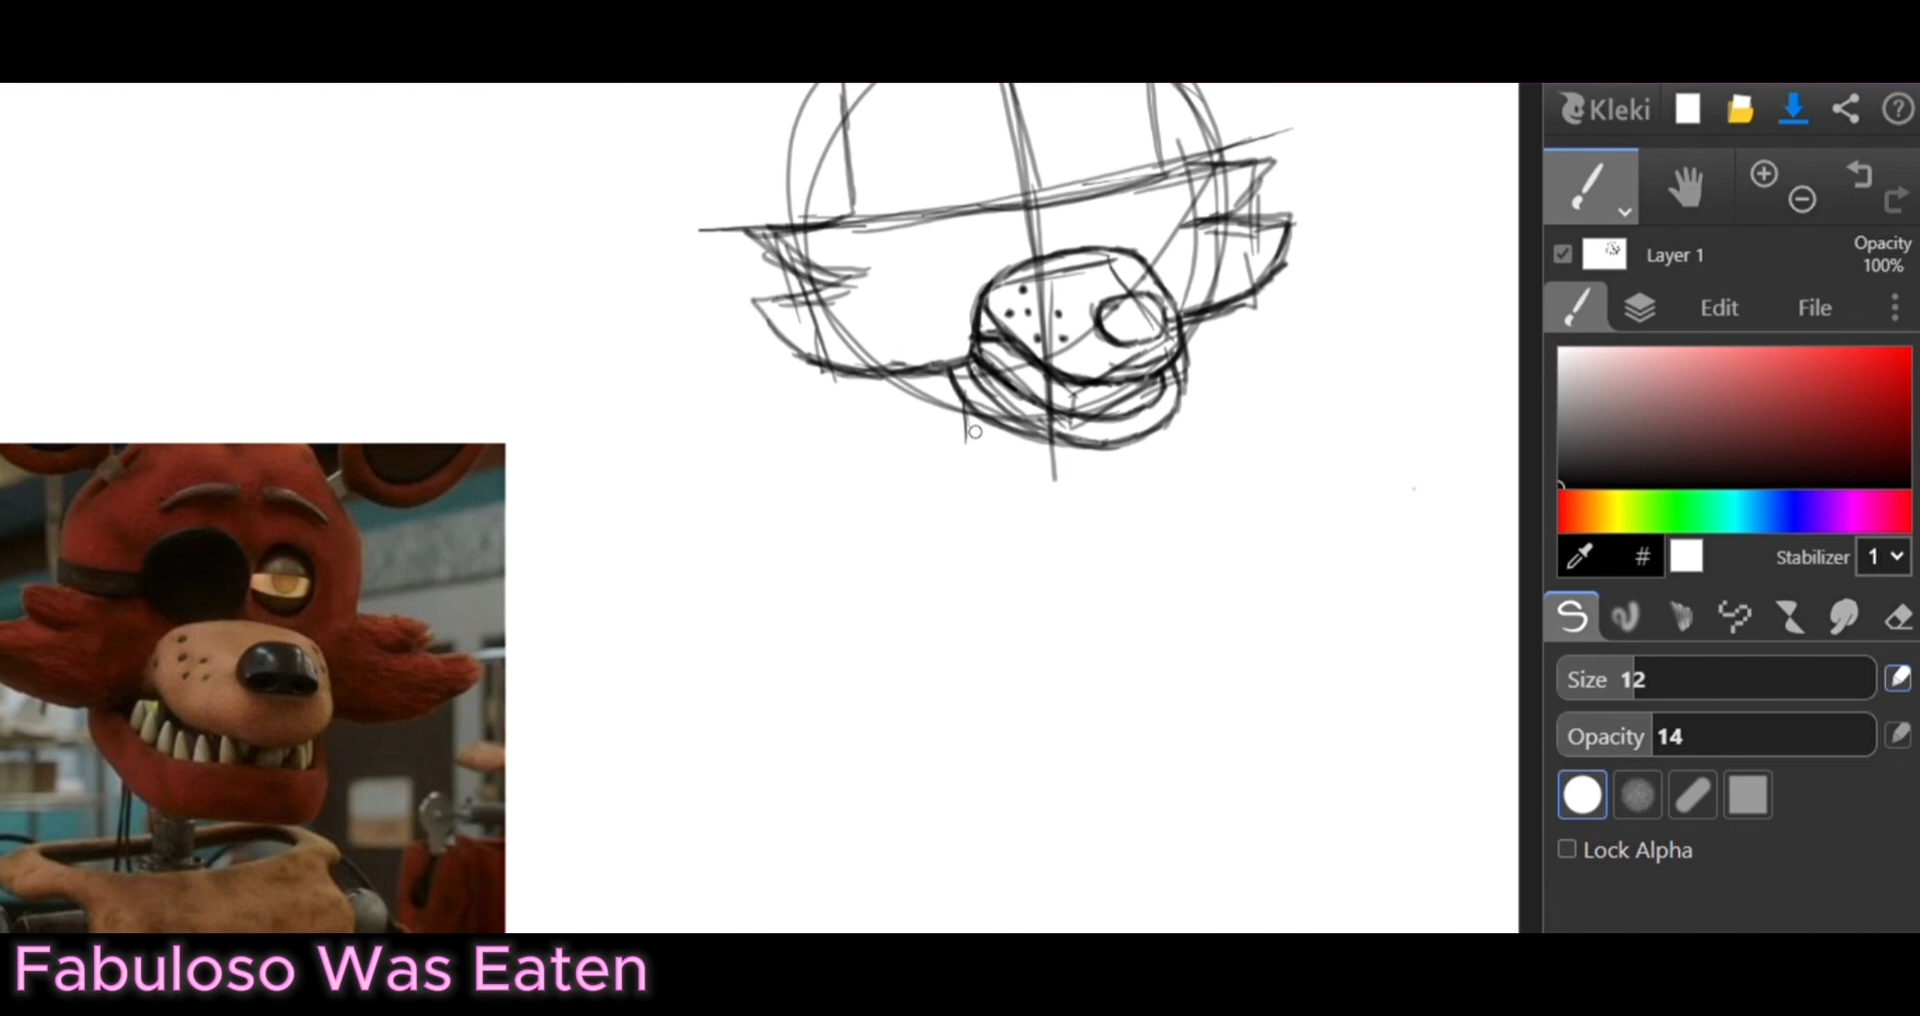 Kleki
?
Layer 1
Opacity
100%
Edit
File
#
Stabilizer
1
Size 12
Opacity 14
Lock Alpha
Fabuloso Was Eaten